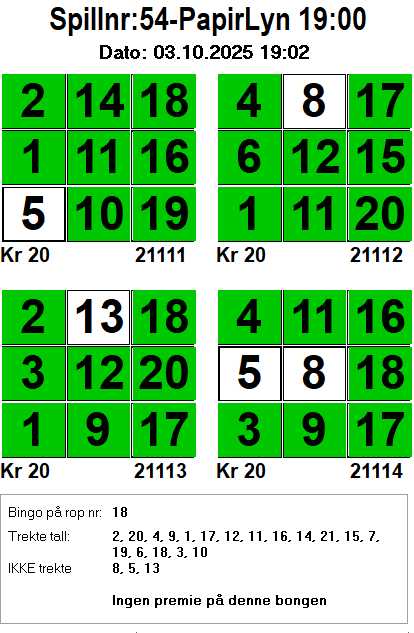 Spillnr:54-PapirLyn 19:00
Dato: 03.10.2025 19:02
2 14 18 4 8 17
1 11 16 6 12 15
5 10 19 1 11 20
Kr 20 21111 Kr 20 21112
2 13 18 4 11 16
3 12 20 5 8 18
1 9 17 3 9 17
Kr 20 21113 Kr 20 21114
Bingo på rop nr: 18
Trekte tall: 2, 20, 4, 9, 1, 17, 12, 11, 16, 14, 21, 15, 7,
19, 6, 18, 3, 10
IKKE trekte 8, 5, 13
Ingen premie på denne bongen